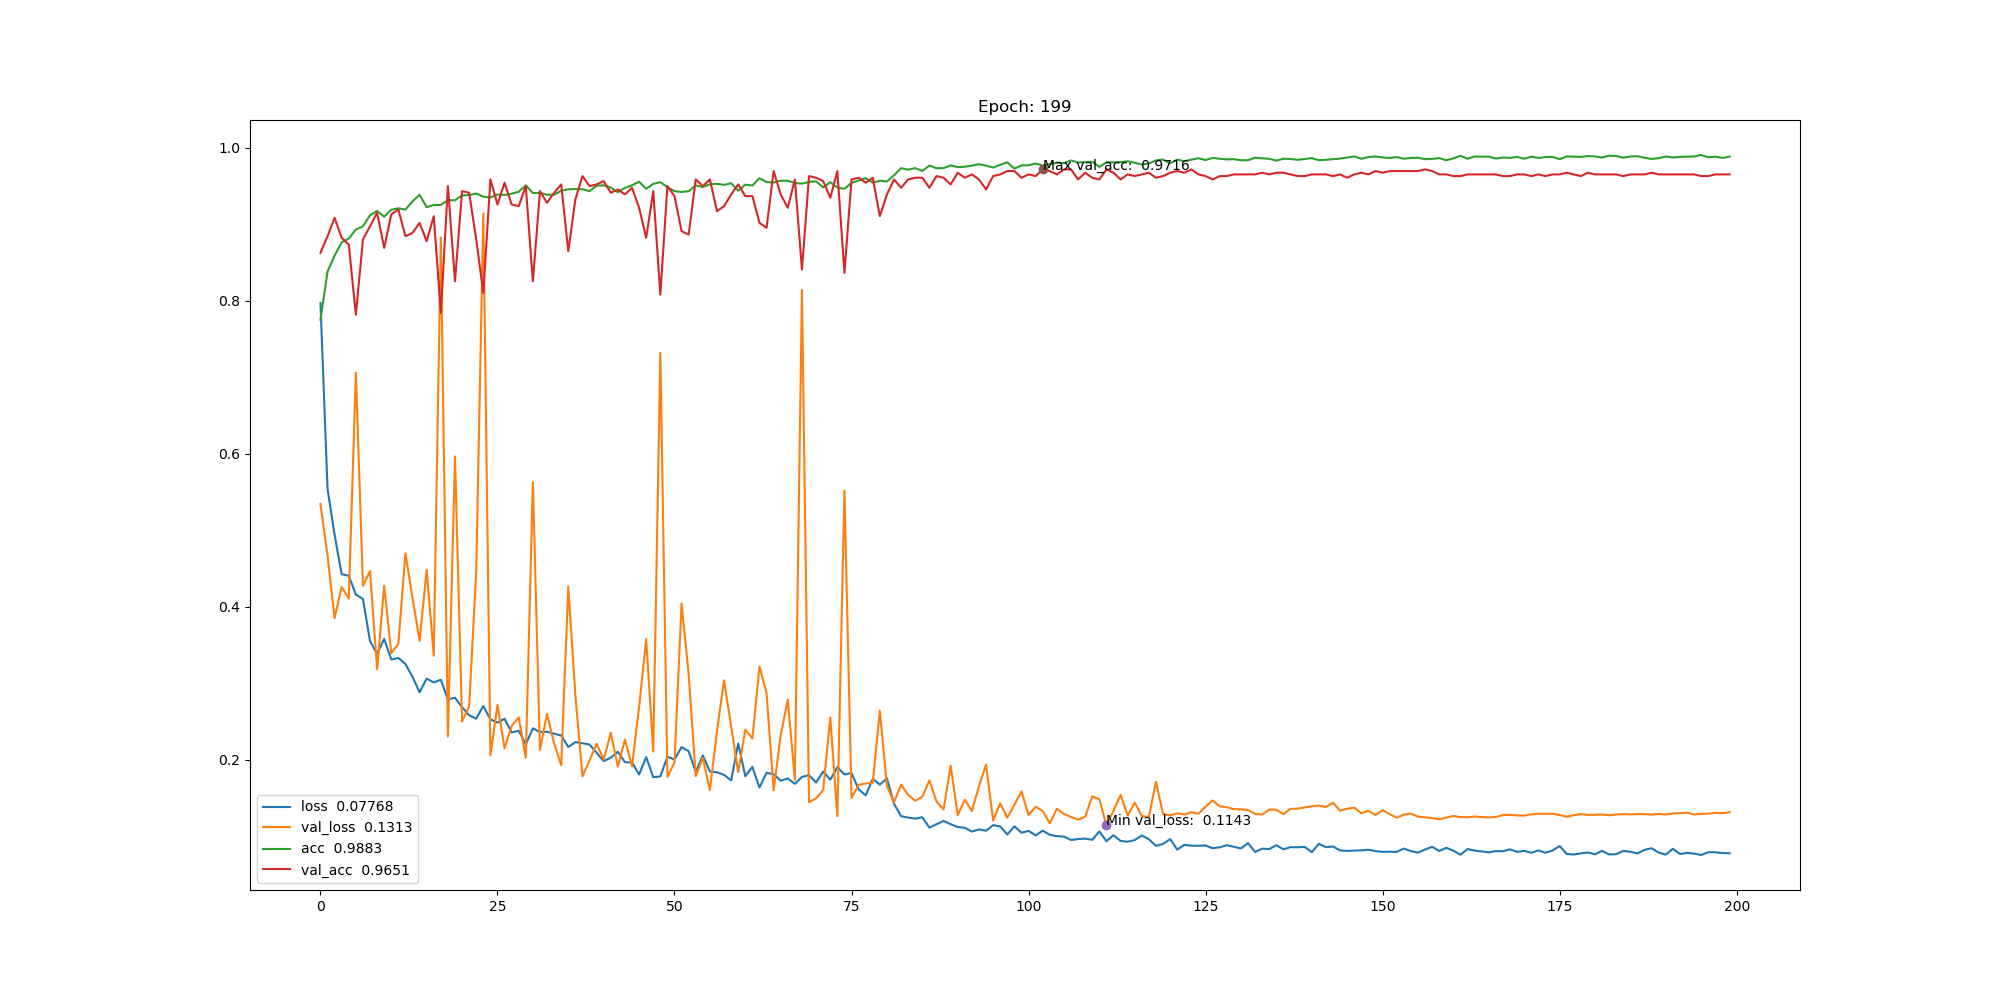 Epoch: 199
1.0
0.8
0.6
0.4
0.2
Max val_acc:  0.9716
Min val_loss:  0.1143
loss  0.07768
val_loss  0.1313
acc  0.9883
val_acc  0.9651
0 25 50 75 100 125 150 175 200